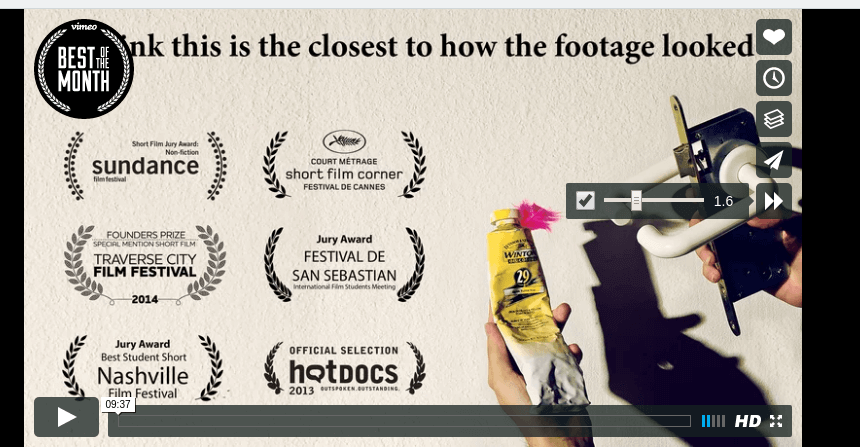 vimeo
BEST OF THE
MONTH
ink this is the closest to how the footage looked
Short Film Jury Award:
Non-fiction
sundance
film festival
COURT MÉTRAGE
short film corner
FESTIVAL DE CANNES
1.6
FOUNDERS PRIZE
SPECIAL MENTION SHORT FILM
TRAVERSE CITY
FILM FESTIVAL
2014
Jury Award
FESTIVAL DE
SAN SEBASTIAN
International Film Students Meeting
29
Jury Award
Best Student Short
Nashville
Film Festival
OFFICIAL SELECTION
hotDOCS
2013 OUTSPOKEN. OUTSTANDING.
09:37
HD